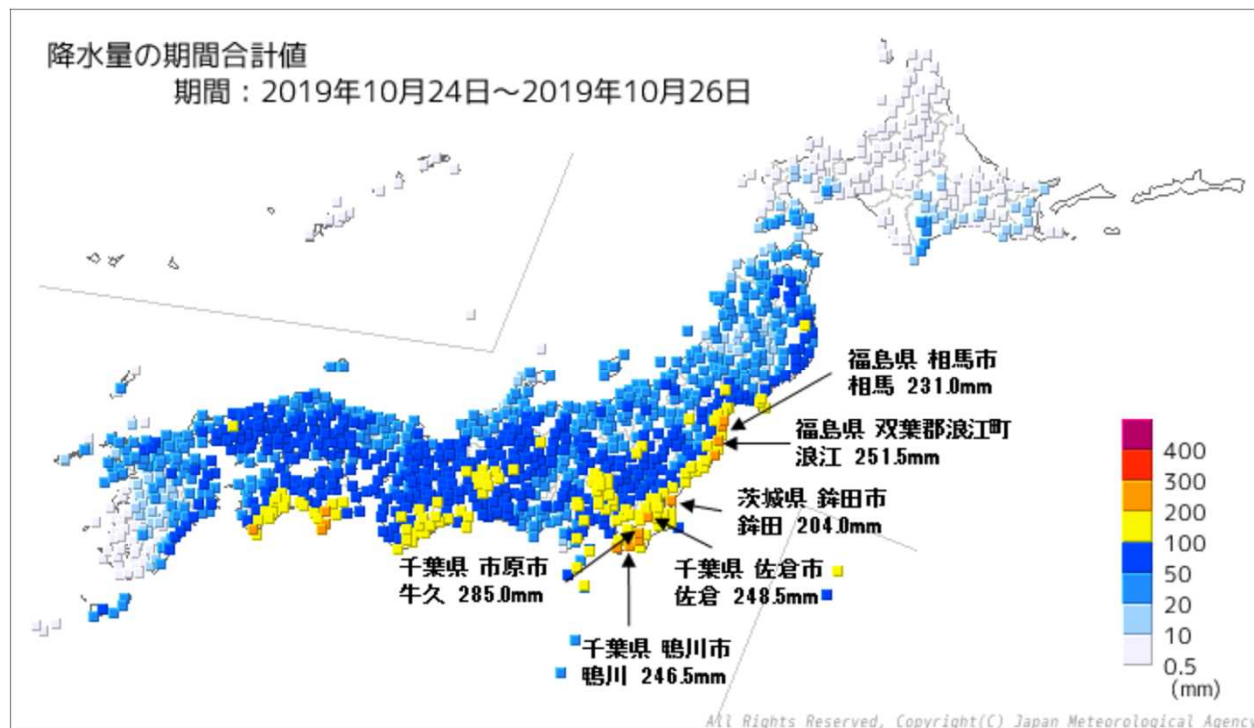 降水量の期間合計値
期間：2019年10月24日～2019年10月26日
福島県 相馬市
相馬 231.0mm
福島県 双葉郡浪江町
浪江 251.5mm
茨城県 鉾田市
鉾田 204.0mm
千葉県 佐倉市
佐倉 248.5mm
千葉県 市原市
牛久 285.0mm
千葉県 鴨川市
鴨川 246.5mm
400
300
200
100
50
20
10
0.5
(mm)
All Rights Reserved, Copyright(C) Japan Meteorological Agency